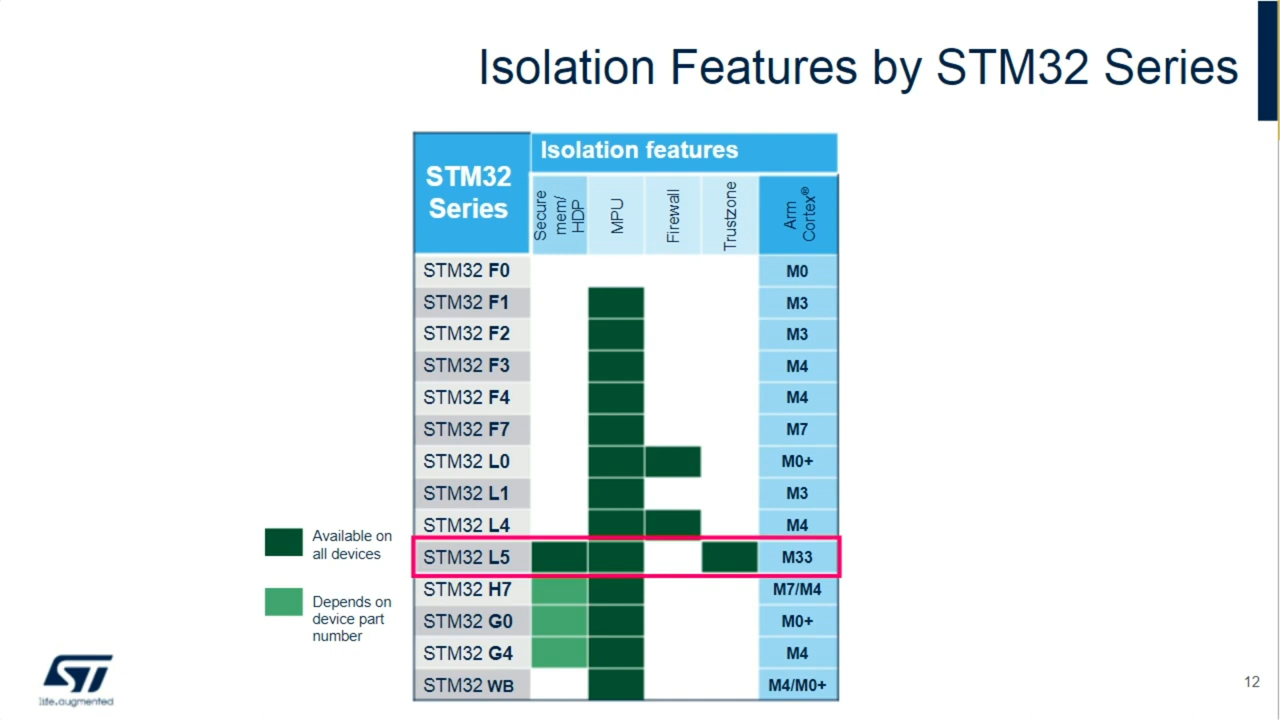 Isolation Features by STM32 Series
STM32
Series
Isolation features
Secure
mem/
HDP
MPU
Firewall
Trustzone
Arm
Cortex®
STM32 F0 M0
STM32 F1 M3
STM32 F2 M3
STM32 F3 M4
STM32 F4 M4
STM32 F7 M7
STM32 L0 M0+
STM32 L1 M3
STM32 L4 M4
STM32 L5 M33
STM32 H7 M7/M4
STM32 G0 M0+
STM32 G4 M4
STM32 WB M4/M0+
Available on
all devices
Depends on
device part
number
ST
life.augmented
12